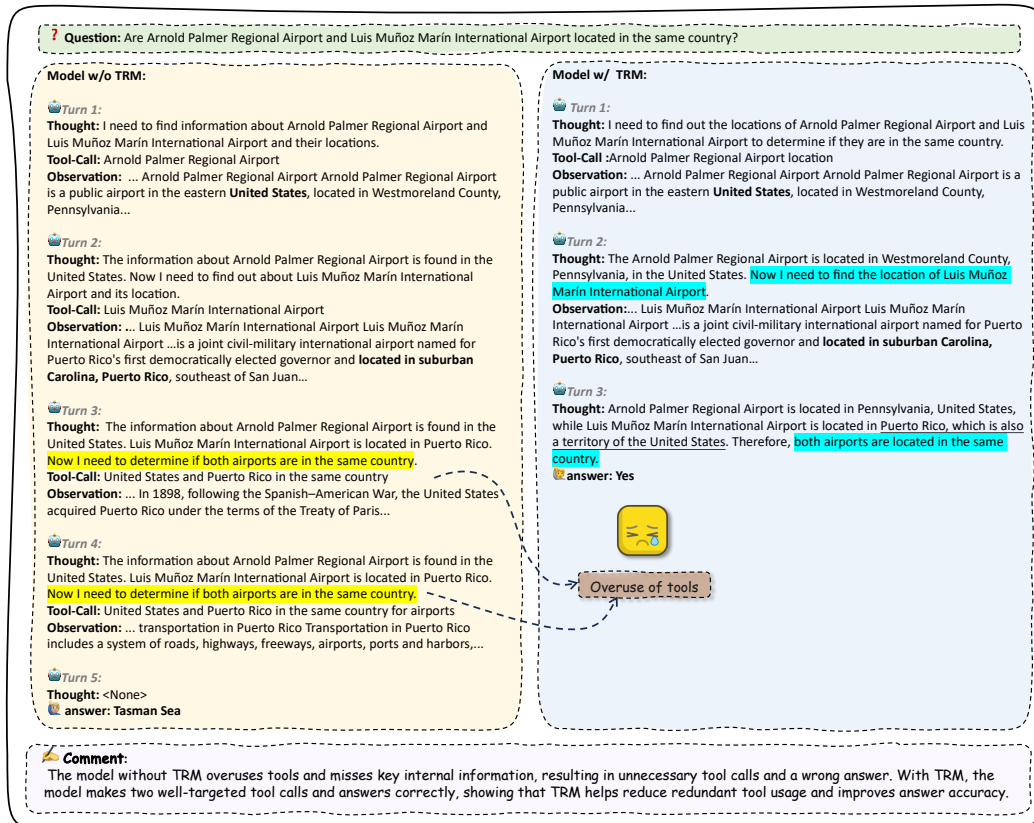 Question: Are Arnold Palmer Regional Airport and Luis Muñoz Marín International Airport located in the same country?
Model w/o TRM:
Turn 1:
Thought: I need to find information about Arnold Palmer Regional Airport and
Luis Muñoz Marín International Airport and their locations.
Tool-Call: Arnold Palmer Regional Airport
Observation: ... Arnold Palmer Regional Airport Arnold Palmer Regional Airport
is a public airport in the eastern United States, located in Westmoreland County,
Pennsylvania...
Turn 2:
Thought: The information about Arnold Palmer Regional Airport is found in the
United States. Now I need to find out about Luis Muñoz Marín International
Airport and its location.
Tool-Call: Luis Muñoz Marín International Airport
Observation: ... Luis Muñoz Marín International Airport Luis Muñoz Marín
International Airport ...is a joint civil-military international airport named for
Puerto Rico's first democratically elected governor and located in suburban
Carolina, Puerto Rico, southeast of San Juan...
Turn 3:
Thought: The information about Arnold Palmer Regional Airport is found in the
United States. Luis Muñoz Marín International Airport is located in Puerto Rico.
Now I need to determine if both airports are in the same country.
Tool-Call: United States and Puerto Rico in the same country
Observation: ... In 1898, following the Spanish–American War, the United States
acquired Puerto Rico under the terms of the Treaty of Paris...
Turn 4:
Thought: The information about Arnold Palmer Regional Airport is found in the
United States. Luis Muñoz Marín International Airport is located in Puerto Rico.
Now I need to determine if both airports are in the same country.
Tool-Call: United States and Puerto Rico in the same country for airports
Observation: ... transportation in Puerto Rico Transportation in Puerto Rico
includes a system of roads, highways, freeways, airports, ports and harbors,...
Turn 5:
Thought: <None>
answer: Tasman Sea
Model w/ TRM:
Turn 1:
Thought: I need to find out the locations of Arnold Palmer Regional Airport and Luis
Muñoz Marín International Airport to determine if they are in the same country.
Tool-Call :Arnold Palmer Regional Airport location
Observation: ... Arnold Palmer Regional Airport Arnold Palmer Regional Airport is a
public airport in the eastern United States, located in Westmoreland County,
Pennsylvania...
Turn 2:
Thought: The Arnold Palmer Regional Airport is located in Westmoreland County,
Pennsylvania, in the United States. Now I need to find the location of Luis Muñoz
Marín International Airport.
Observation:... Luis Muñoz Marín International Airport Luis Muñoz Marín
International Airport ...is a joint civil-military international airport named for Puerto
Rico's first democratically elected governor and located in suburban Carolina,
Puerto Rico, southeast of San Juan...
Turn 3:
Thought: Arnold Palmer Regional Airport is located in Pennsylvania, United States,
while Luis Muñoz Marín International Airport is located in Puerto Rico, which is also
a territory of the United States. Therefore, both airports are located in the same
country.
answer: Yes
Overuse of tools
Comment:
The model without TRM overuses tools and misses key internal information, resulting in unnecessary tool calls and a wrong answer. With TRM, the
model makes two well-targeted tool calls and answers correctly, showing that TRM helps reduce redundant tool usage and improves answer accuracy.